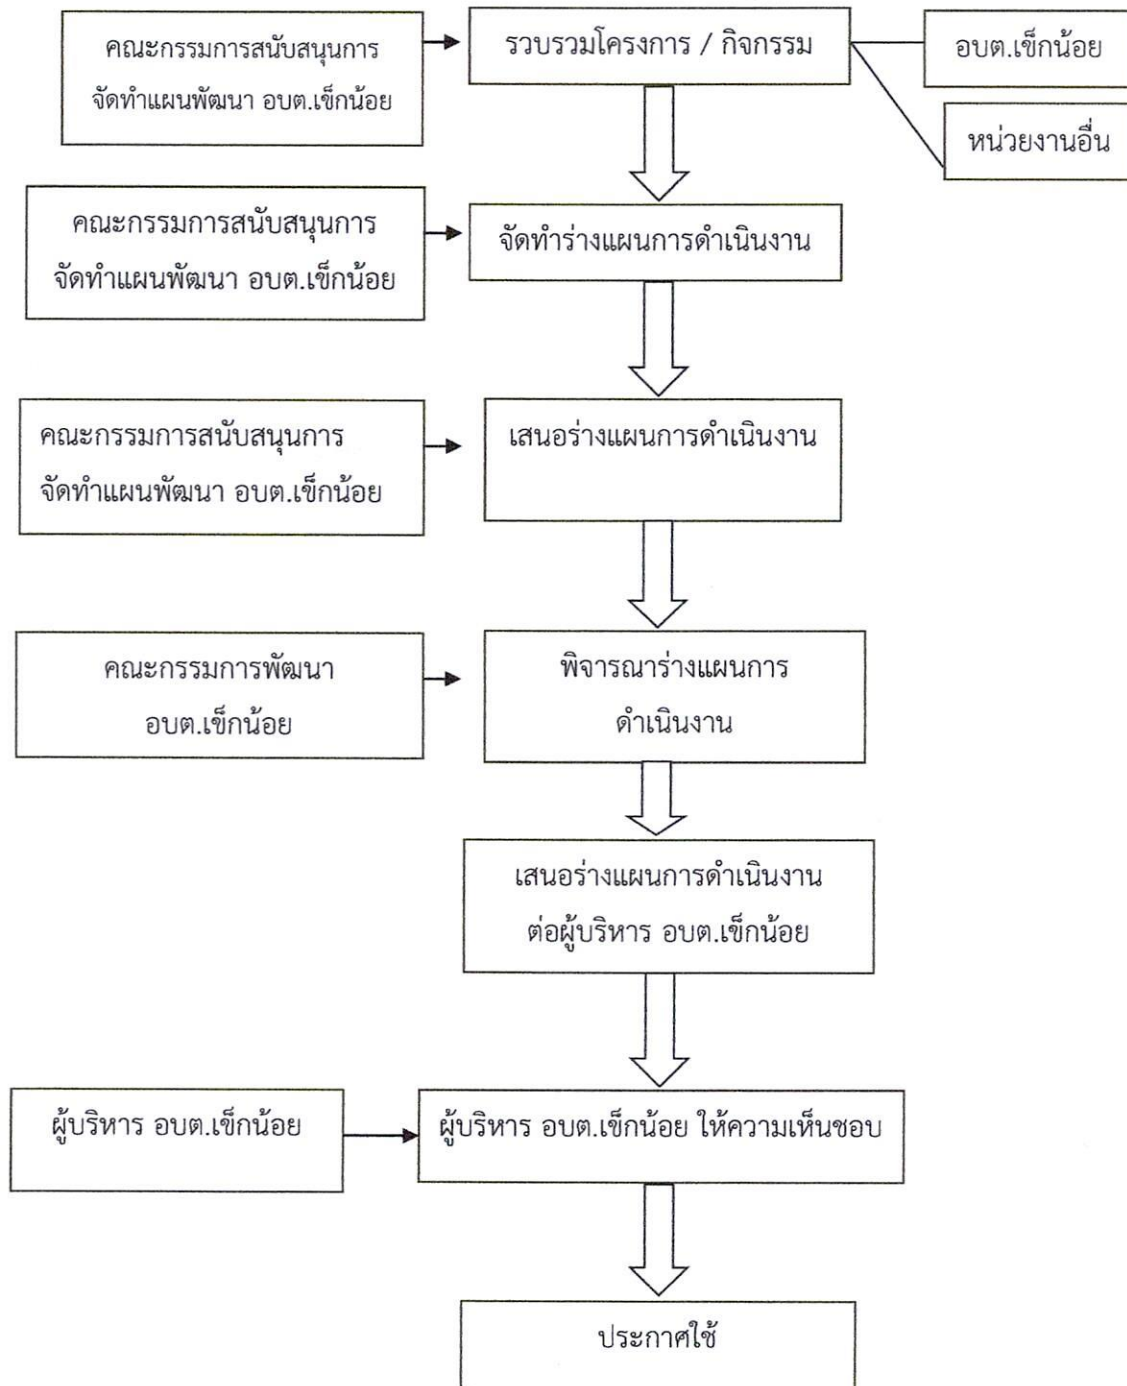 คณะกรรมการสนับสนุนการ
จัดทำแผนพัฒนา อบต.เข็กน้อย
รวบรวมโครงการ / กิจกรรม
อบต.เข็กน้อย
หน่วยงานอื่น
คณะกรรมการสนับสนุนการ
จัดทำแผนพัฒนา อบต.เข็กน้อย
จัดทำร่างแผนการดำเนินงาน
คณะกรรมการสนับสนุนการ
จัดทำแผนพัฒนา อบต.เข็กน้อย
เสนอร่างแผนการดำเนินงาน
คณะกรรมการพัฒนา
อบต.เข็กน้อย
พิจารณาร่างแผนการ
ดำเนินงาน
เสนอร่างแผนการดำเนินงาน
ต่อผู้บริหาร อบต.เข็กน้อย
ผู้บริหาร อบต.เข็กน้อย
ผู้บริหาร อบต.เข็กน้อย ให้ความเห็นชอบ
ประกาศใช้